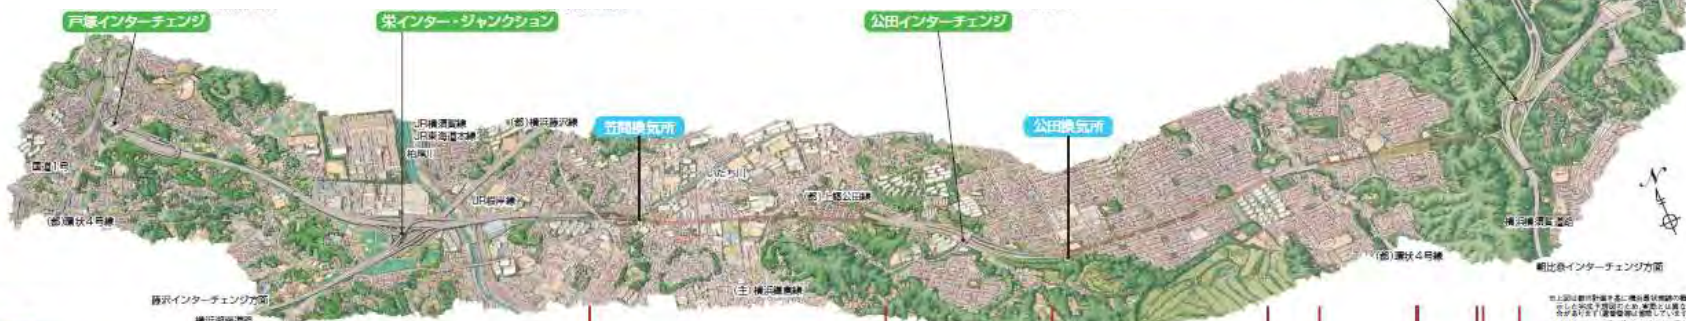 戸塚インターチェンジ
栄インター・ジャンクション
公田インターチェンジ
JR横須賀線
JR東海道本線
柏尾川
(都)横浜藤沢線
笠間換気所
公田換気所
国道1号
いたち川
JR根岸線
(都)上郷公田線
(都)環状4号線
横浜横須賀道路
(都)環状4号線
朝比奈インターチェンジ方面
(主)横浜鎌倉線
藤沢インターチェンジ方面
横浜湘南道路
N